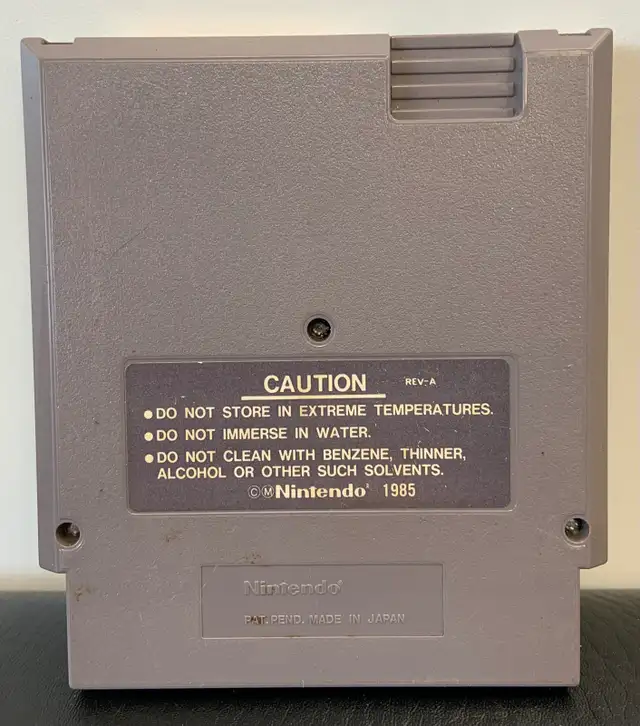 CAUTION REV-A
●DO NOT STORE IN EXTREME TEMPERATURES.
●DO NOT IMMERSE IN WATER.
●DO NOT CLEAN WITH BENZENE, THINNER,
ALCOHOL OR OTHER SUCH SOLVENTS.
©ⓂNintendo® 1985
Nintendo®
PAT. PEND. MADE IN JAPAN